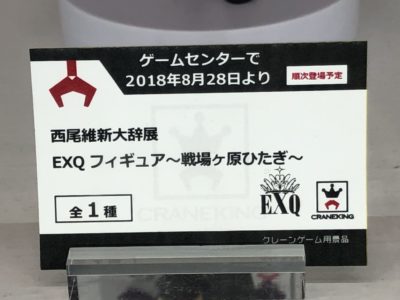 ゲームセンターで
2018年8月28日より
順次登場予定
西尾維新大辞展
EXQ フィギュア～戦場ヶ原ひたぎ～
全1種
EXQ
CRANEKING
CRANEKING
クレーンゲーム用景品